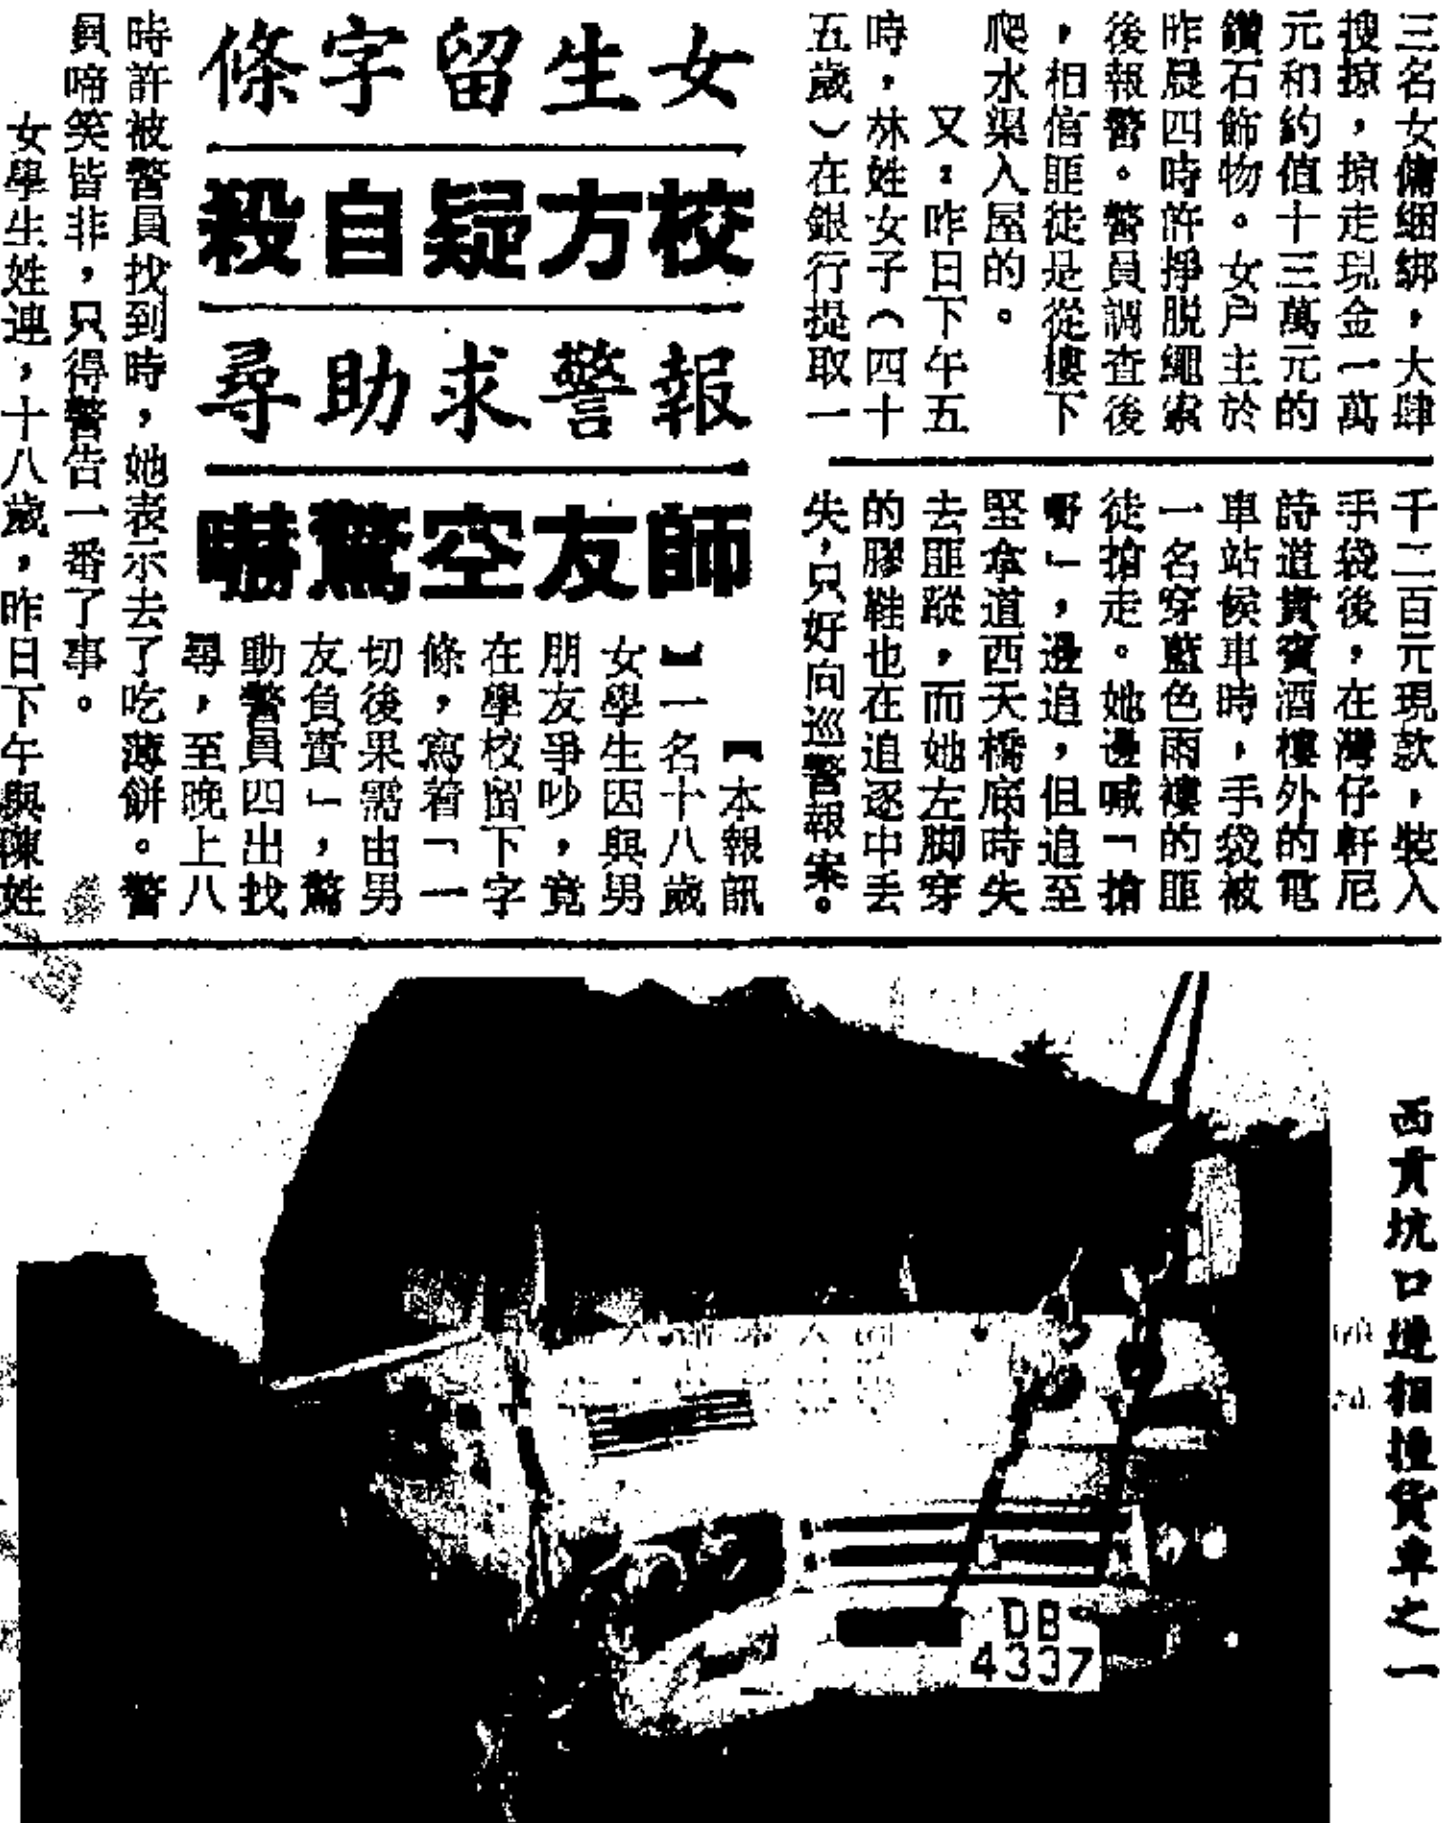 三名女傭綑綁，大肆
搜掠，掠走現金一萬
元和約值十三萬元的
鑽石飾物。女户主於
昨晨四時許掙脱繩索
後報警。警員調查後
，相信匪徒是從樓下
爬水渠入屋的。
又：昨日下午五
時，林姓女子（四十
五歲）在銀行提取一
千二百元現款，裝入
手袋後，在灣仔軒尼
詩道賓酒樓外的電
車站候車時，手袋被
一名穿藍色雨褸的匪
徒搶走。她邊喊「搶
嘢」，邊追，但追至
堅拿道西天橋底時失
去匪蹤，而她左脚穿
的膠鞋也在追逐中丢
失，只好向巡警報案。
女生留字條
校方疑自殺
報警求助尋
師友空驚嚇
【本報訊
】一名十八歲
女學生因與男
朋友爭吵，竟
在學校留下字
條，寫着「一
切後果需由男
友負責」，驚
動警員四出找
尋，至晚上八
時許被警員找到時，她表示去了吃薄餅。警
員啼笑皆非，只得警告一番了事。
女學生姓連，十八歲，昨日下午與陳姓
西貢坑口道相撞貨車之一
DB
4337